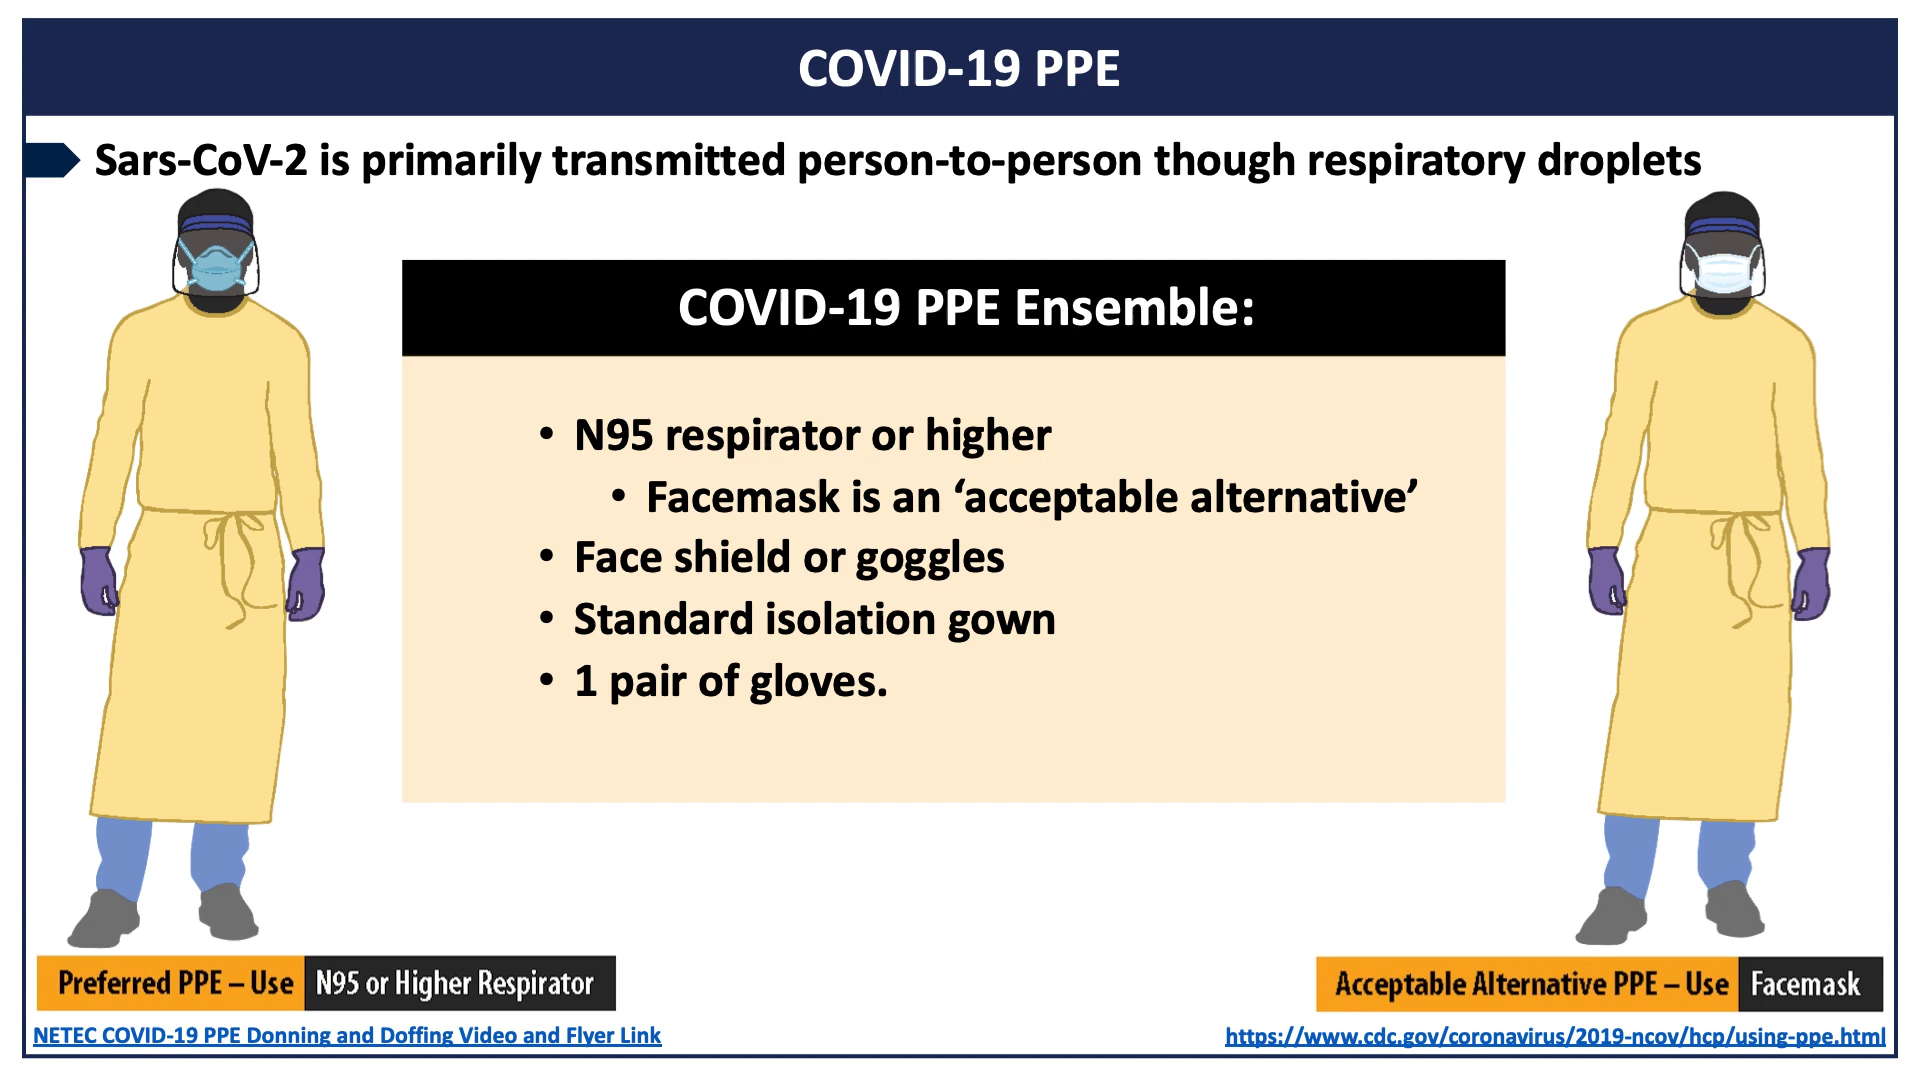 COVID-19 PPE
Sars-CoV-2 is primarily transmitted person-to-person though respiratory droplets
COVID-19 PPE Ensemble:
• N95 respirator or higher
• Facemask is an ‘acceptable alternative’
• Face shield or goggles
• Standard isolation gown
• 1 pair of gloves.
Preferred PPE – Use N95 or Higher Respirator
Acceptable Alternative PPE – Use Facemask
NETEC COVID-19 PPE Donning and Doffing Video and Flyer Link
https://www.cdc.gov/coronavirus/2019-ncov/hcp/using-ppe.html